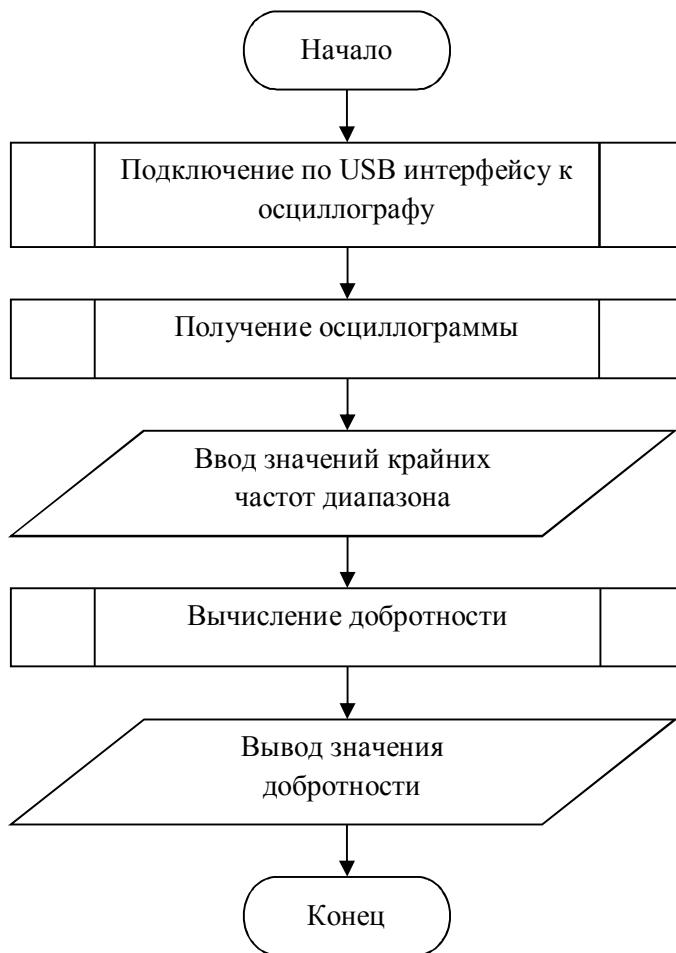 Начало
Подключение по USB интерфейсу к
осциллографу
Получение осциллограммы
Ввод значений крайних
частот диапазона
Вычисление добротности
Вывод значения
добротности
Конец